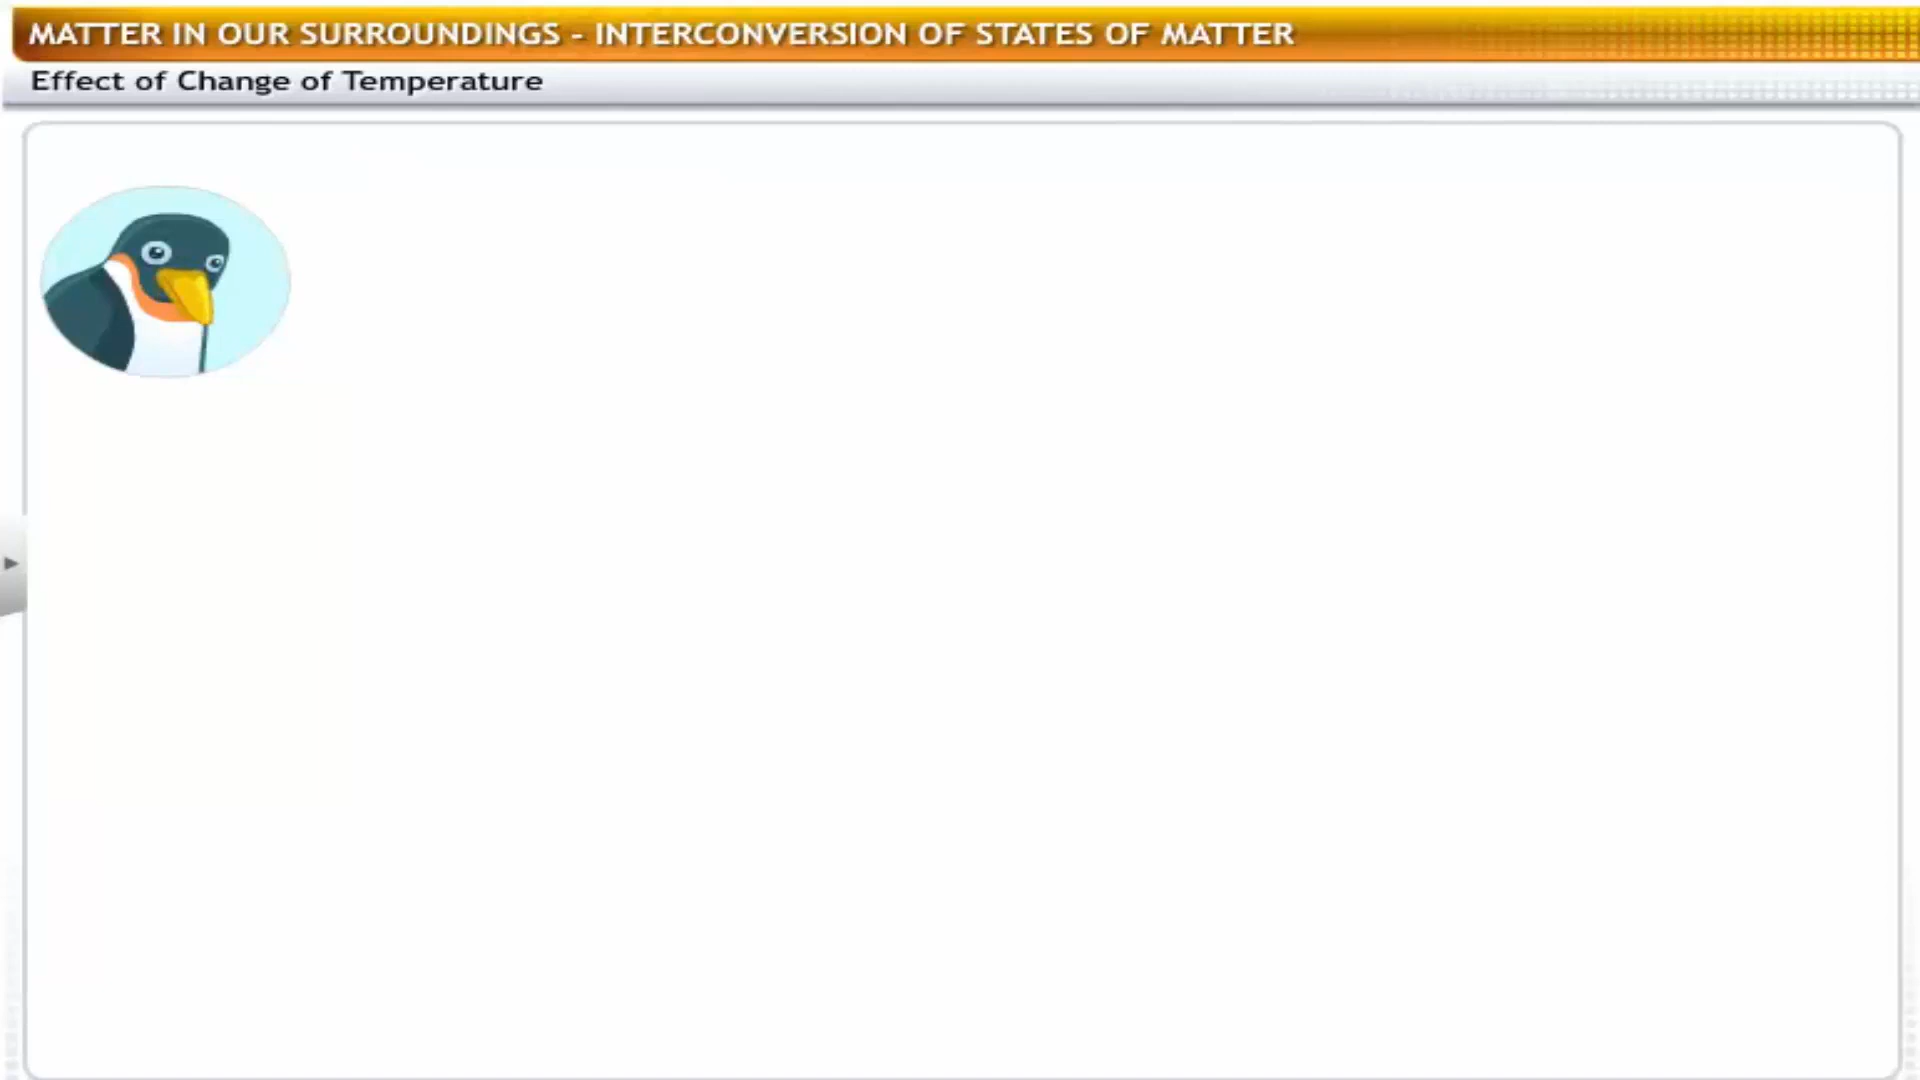 MATTER IN OUR SURROUNDINGS - INTERCONVERSION OF STATES OF MATTER
Effect of Change of Temperature